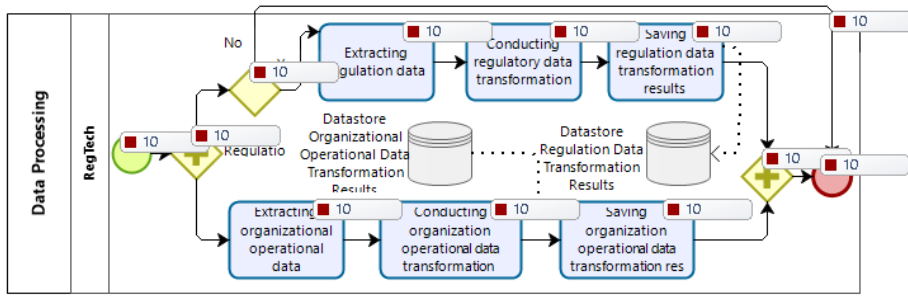 Data Processing
RegTech
No
10
10
10
10
10
10
10
10
10
Extracting
gulation data
Conducting
regulatory data
transformation
Saving
regulation data
transformation
results
Regulatio
Datastore
Organizational
Operational Data
Transformation
Results
Datastore
Regulation Data
Transformation
Results
10
10
10
Extracting
organizational
operational
data
Conducting
organization
operational data
transformation
Saving
organization
operational data
transformation res